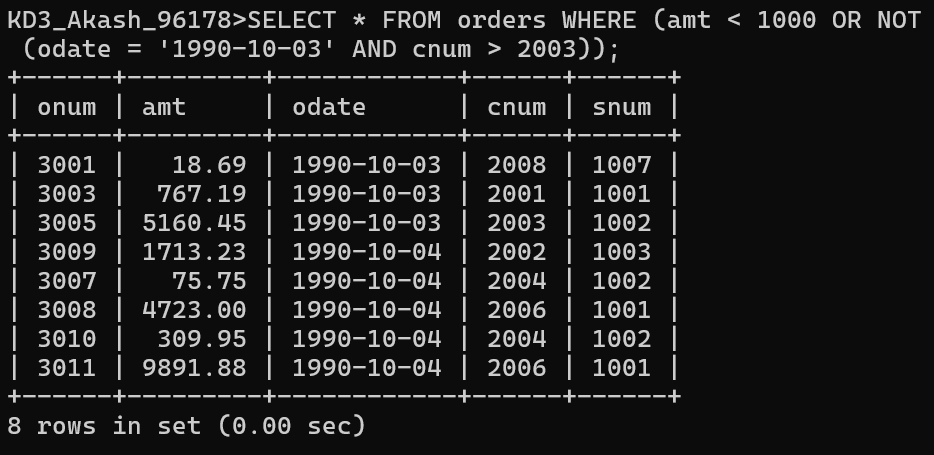 KD3_Akash_96178>SELECT * FROM orders WHERE (amt < 1000 OR NOT
 (odate = '1990-10-03' AND cnum > 2003));
+------+---------+------------+------+------+
| onum | amt     | odate      | cnum | snum |
+------+---------+------------+------+------+
| 3001 |   18.69 | 1990-10-03 | 2008 | 1007 |
| 3003 |  767.19 | 1990-10-03 | 2001 | 1001 |
| 3005 | 5160.45 | 1990-10-03 | 2003 | 1002 |
| 3009 | 1713.23 | 1990-10-04 | 2002 | 1003 |
| 3007 |   75.75 | 1990-10-04 | 2004 | 1002 |
| 3008 | 4723.00 | 1990-10-04 | 2006 | 1001 |
| 3010 |  309.95 | 1990-10-04 | 2004 | 1002 |
| 3011 | 9891.88 | 1990-10-04 | 2006 | 1001 |
+------+---------+------------+------+------+
8 rows in set (0.00 sec)